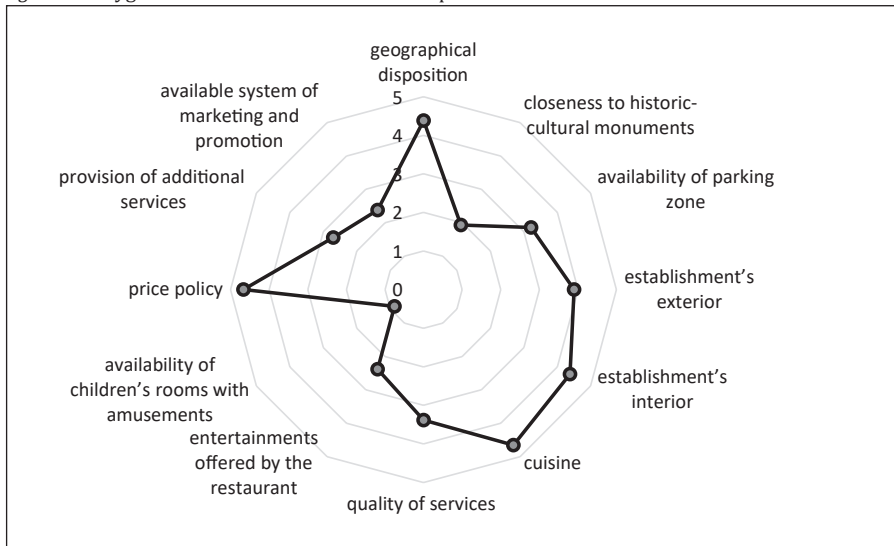 geographical
disposition
closeness to historic-
cultural monuments
availability of parking
zone
establishment's
exterior
establishment's
interior
cuisine
quality of services
entertainments
offered by the
restaurant
availability of
children's rooms with
amusements
price policy
provision of additional
services
available system of
marketing and
promotion
5
4
3
2
1
0